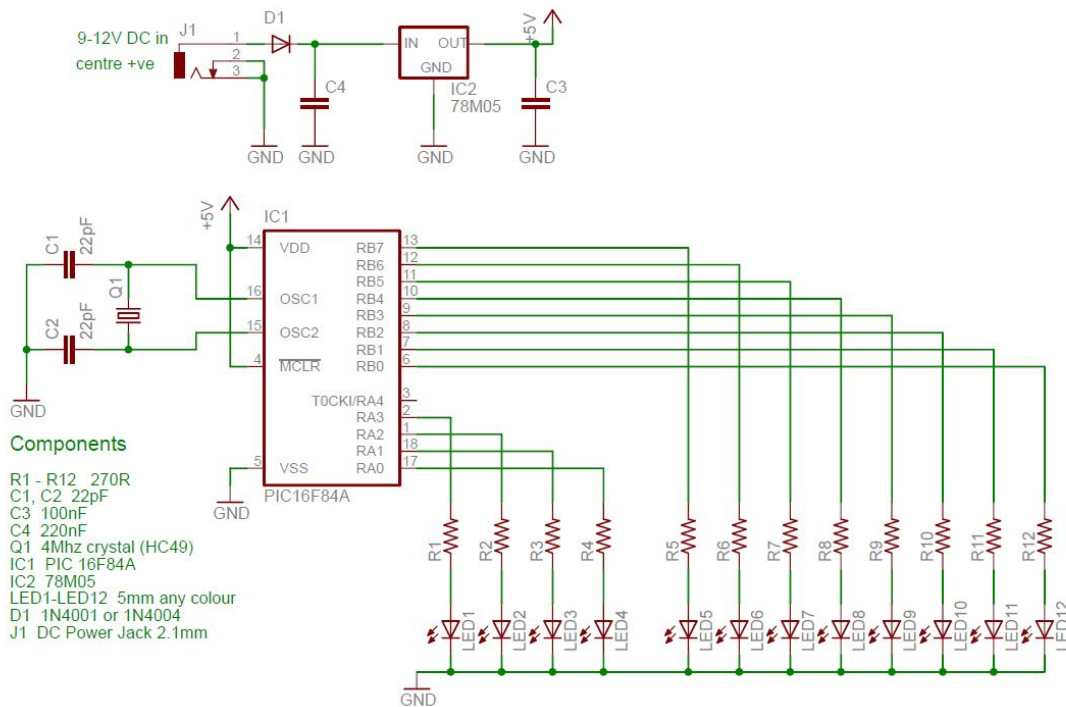 9-12V DC in
centre +ve
J1
1
2
3
D1
C4
IN
OUT
GND
IC2
78M05
+5V
C3
GND
GND
GND
GND
+5V
IC1
C1
22pF
Q1
C2
22pF
GND
14
16
15
4
5
VDD
OSC1
OSC2
MCLR
VSS
GND
RB7
RB6
RB5
RB4
RB3
RB2
RB1
RB0
T0CKI/RA4
RA3
RA2
RA1
RA0
13
12
11
10
9
8
7
6
3
2
1
18
17
PIC16F84A
Components
R1 - R12 270R
C1, C2 22pF
C3 100nF
C4 220nF
Q1 4Mhz crystal (HC49)
IC1 PIC 16F84A
IC2 78M05
LED1-LED12 5mm any colour
D1 1N4001 or 1N4004
J1 DC Power Jack 2.1mm
R1
R2
R3
R4
R5
R6
R7
R8
R9
R10
R11
R12
LED1
LED2
LED3
LED4
LED5
LED6
LED7
LED8
LED9
LED10
LED11
LED12
GND